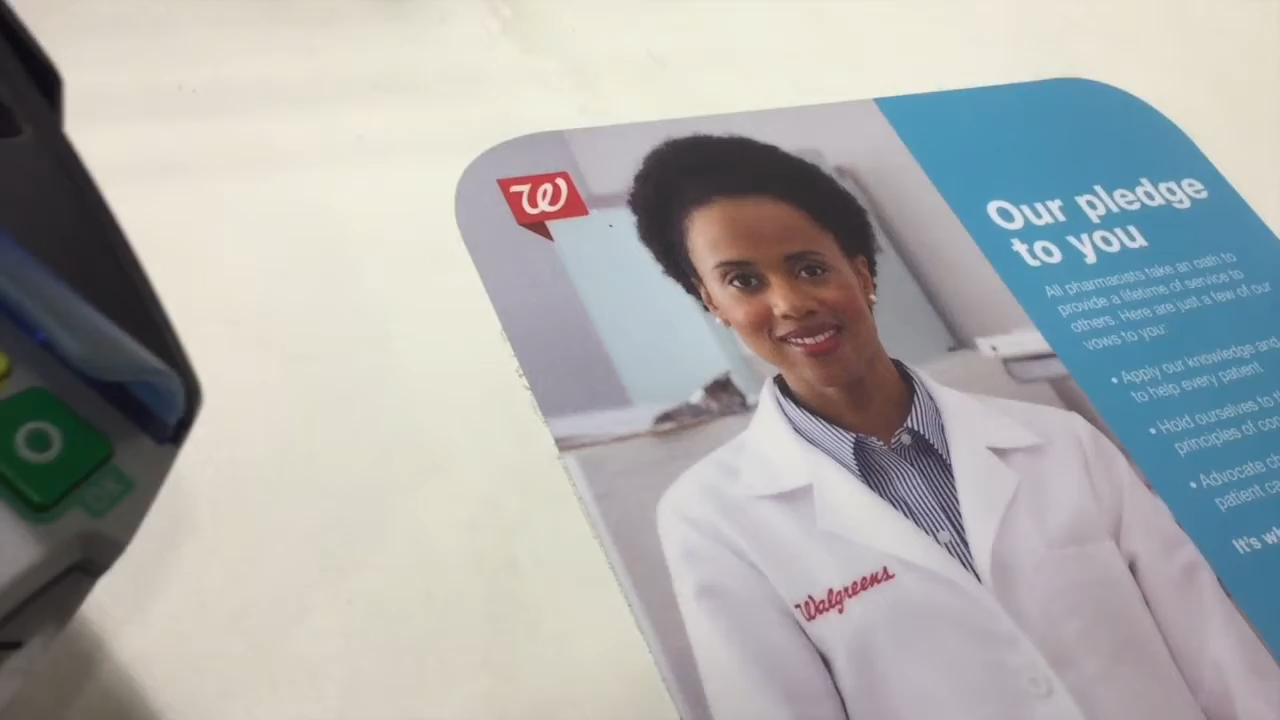 W
Our pledge
to you
All pharmacists take an oath to
provide a lifetime of service to
others. Here are just a few of our
vows to you:
• Apply our knowledge and
to help every patient
• Hold ourselves to
principles of
• Advocate
patient
It's
Walgreens
OK